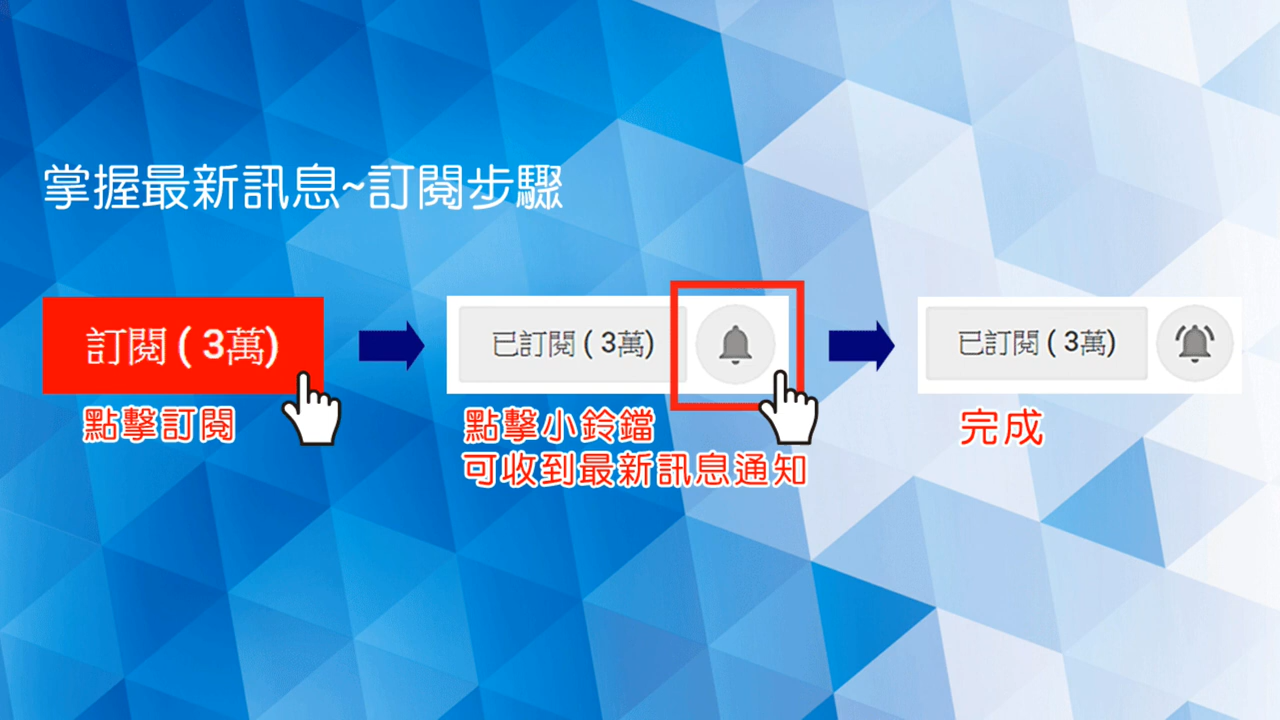 掌握最新訊息~訂閱步驟
訂閱 ( 3萬)
點擊訂閱
已訂閱 ( 3萬)
點擊小鈴鐺
可收到最新訊息通知
已訂閱 ( 3萬)
完成